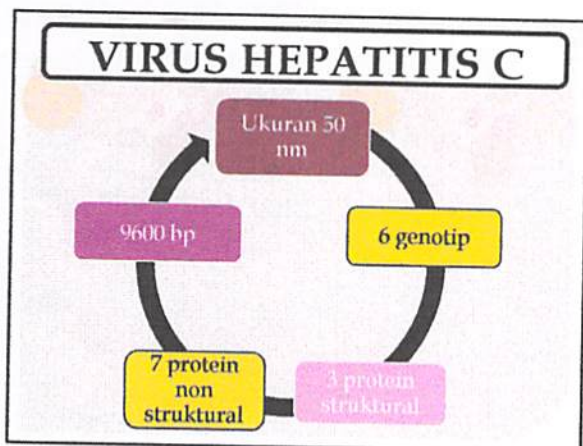 VIRUS HEPATITIS C
Ukuran 50
nm
6 genotip
3 protein
struktural
7 protein
non
struktural
9600 bp